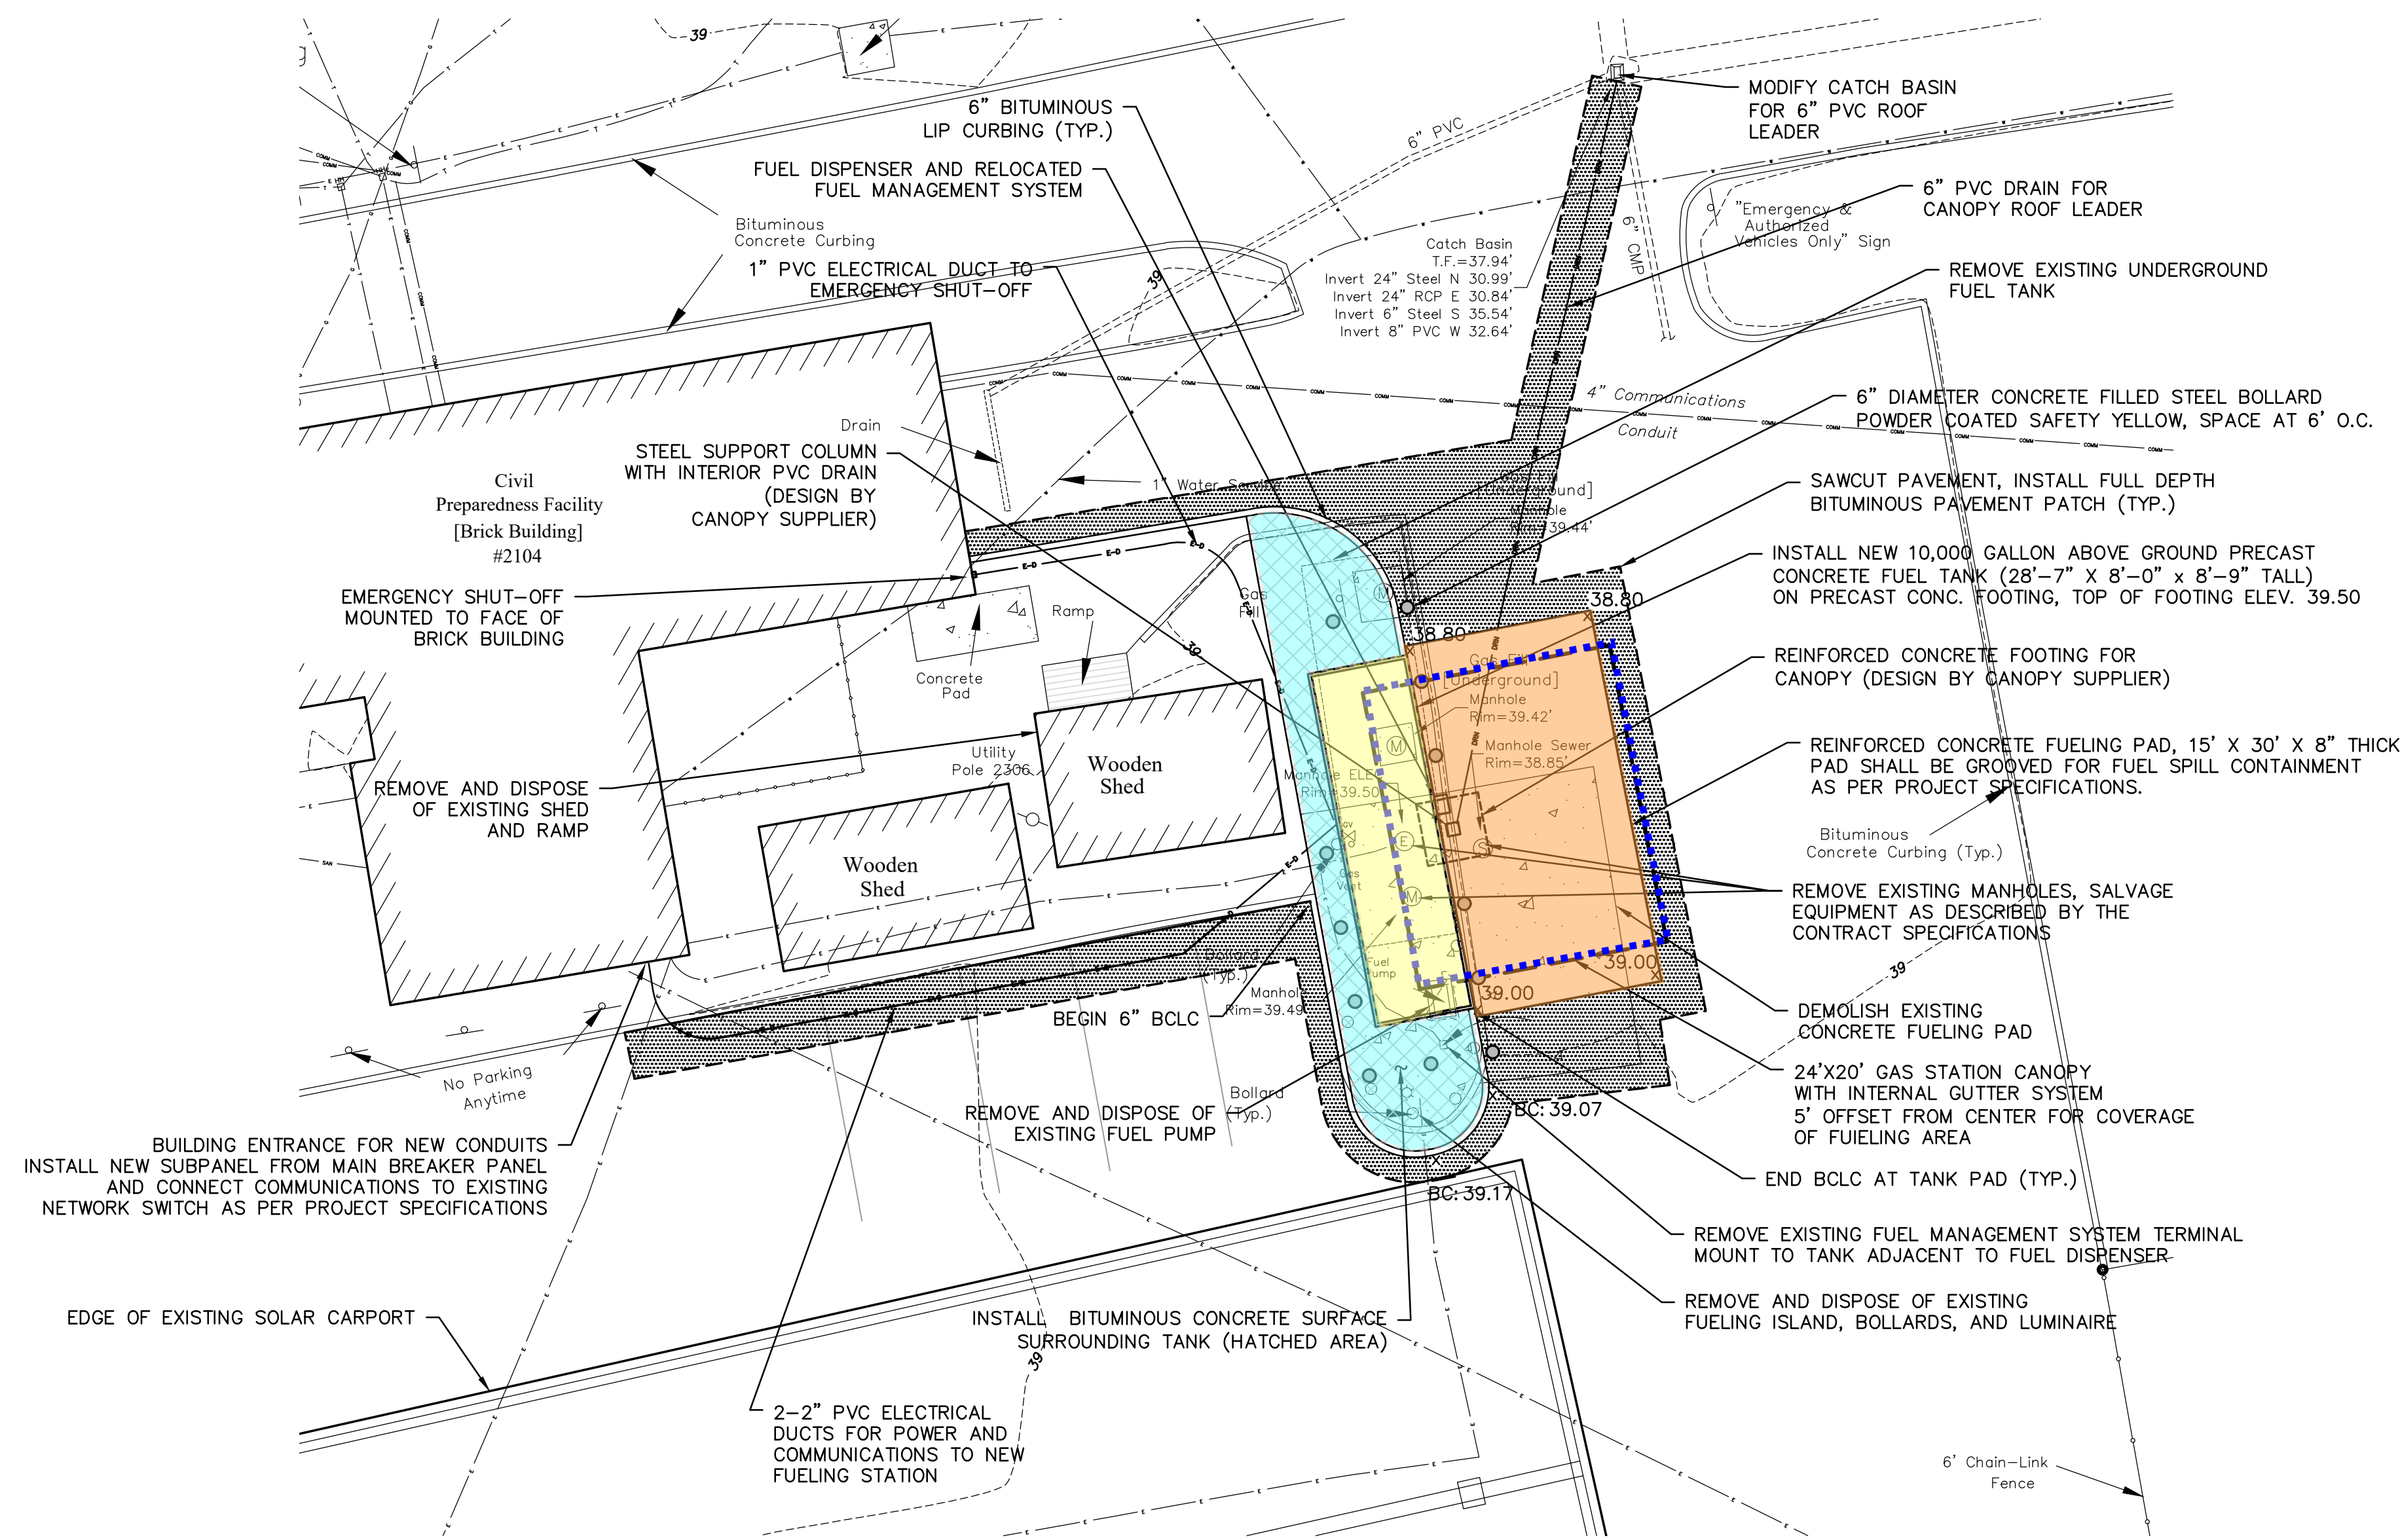 39
6" BITUMINOUS
LIP CURBING (TYP.)
MODIFY CATCH BASIN
FOR 6" PVC ROOF
LEADER
6" PVC
FUEL DISPENSER AND RELOCATED
FUEL MANAGEMENT SYSTEM
6" PVC DRAIN FOR
CANOPY ROOF LEADER
"Emergency &
Authorized
Vehicles Only" Sign
6" CMP
Bituminous
Concrete Curbing
Catch Basin
T.F.=37.94'
Invert 24" Steel N 30.99'
Invert 24" RCP E 30.84'
Invert 6" Steel S 35.54'
Invert 8" PVC W 32.64'
1" PVC ELECTRICAL DUCT TO
EMERGENCY SHUT-OFF
39
REMOVE EXISTING UNDERGROUND
FUEL TANK
4" Communications
Conduit
6" DIAMETER CONCRETE FILLED STEEL BOLLARD
POWDER COATED SAFETY YELLOW, SPACE AT 6' O.C.
Drain
STEEL SUPPORT COLUMN
WITH INTERIOR PVC DRAIN
(DESIGN BY
CANOPY SUPPLIER)
Civil
Preparedness Facility
[Brick Building]
#2104
1" Water Service
[Underground]
Manhole
Rim=39.44'
SAWCUT PAVEMENT, INSTALL FULL DEPTH
BITUMINOUS PAVEMENT PATCH (TYP.)
INSTALL NEW 10,000 GALLON ABOVE GROUND PRECAST
CONCRETE FUEL TANK (28'-7" X 8'-0" x 8'-9" TALL)
ON PRECAST CONC. FOOTING, TOP OF FOOTING ELEV. 39.50
EMERGENCY SHUT-OFF
MOUNTED TO FACE OF
BRICK BUILDING
Ramp
Gas
Fill
M
38.80
38.80
39
Concrete
Pad
Gas Fill
[Underground]
Manhole
Rim=39.42'
REINFORCED CONCRETE FOOTING FOR
CANOPY (DESIGN BY CANOPY SUPPLIER)
Utility
Pole 2306
Wooden
Shed
M
Manhole Sewer
Rim=38.85'
REINFORCED CONCRETE FUELING PAD, 15' X 30' X 8" THICK
PAD SHALL BE GROOVED FOR FUEL SPILL CONTAINMENT
AS PER PROJECT SPECIFICATIONS.
REMOVE AND DISPOSE
OF EXISTING SHED
AND RAMP
Manhole ELEC
Rim=39.50'
GV
E
S
Bituminous
Concrete Curbing (Typ.)
Wooden
Shed
Gas
Vent
M
REMOVE EXISTING MANHOLES, SALVAGE
EQUIPMENT AS DESCRIBED BY THE
CONTRACT SPECIFICATIONS
Bollard
(Typ.)
Fuel
Pump
39.00
39.00
39
Manhole
Rim=39.49'
BEGIN 6" BCLC
DEMOLISH EXISTING
CONCRETE FUELING PAD
No Parking
Anytime
24'X20' GAS STATION CANOPY
WITH INTERNAL GUTTER SYSTEM
5' OFFSET FROM CENTER FOR COVERAGE
OF FUIELING AREA
Bollard
(Typ.)
REMOVE AND DISPOSE OF
EXISTING FUEL PUMP
BC: 39.07
BUILDING ENTRANCE FOR NEW CONDUITS
INSTALL NEW SUBPANEL FROM MAIN BREAKER PANEL
AND CONNECT COMMUNICATIONS TO EXISTING
NETWORK SWITCH AS PER PROJECT SPECIFICATIONS
BC: 39.17
END BCLC AT TANK PAD (TYP.)
REMOVE EXISTING FUEL MANAGEMENT SYSTEM TERMINAL
MOUNT TO TANK ADJACENT TO FUEL DISPENSER
EDGE OF EXISTING SOLAR CARPORT
INSTALL BITUMINOUS CONCRETE SURFACE
SURROUNDING TANK (HATCHED AREA)
REMOVE AND DISPOSE OF EXISTING
FUELING ISLAND, BOLLARDS, AND LUMINAIRE
39
2-2" PVC ELECTRICAL
DUCTS FOR POWER AND
COMMUNICATIONS TO NEW
FUELING STATION
6' Chain-Link
Fence